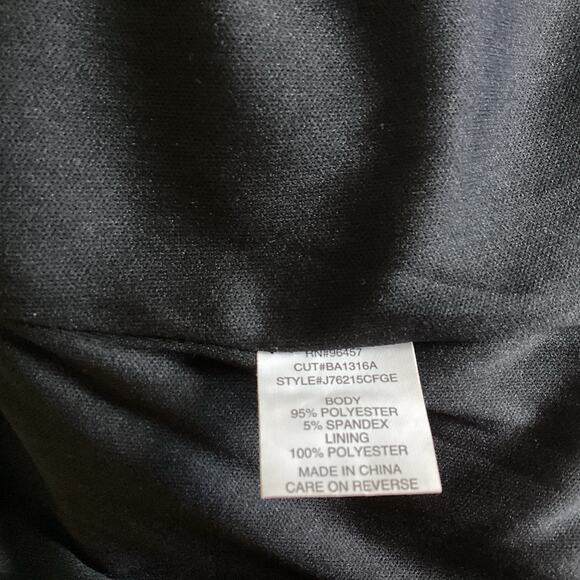 RN#96457
CUT#BA1316A
STYLE#J76215CFGE
BODY
95% POLYESTER
5% SPANDEX
LINING
100% POLYESTER
MADE IN CHINA
CARE ON REVERSE